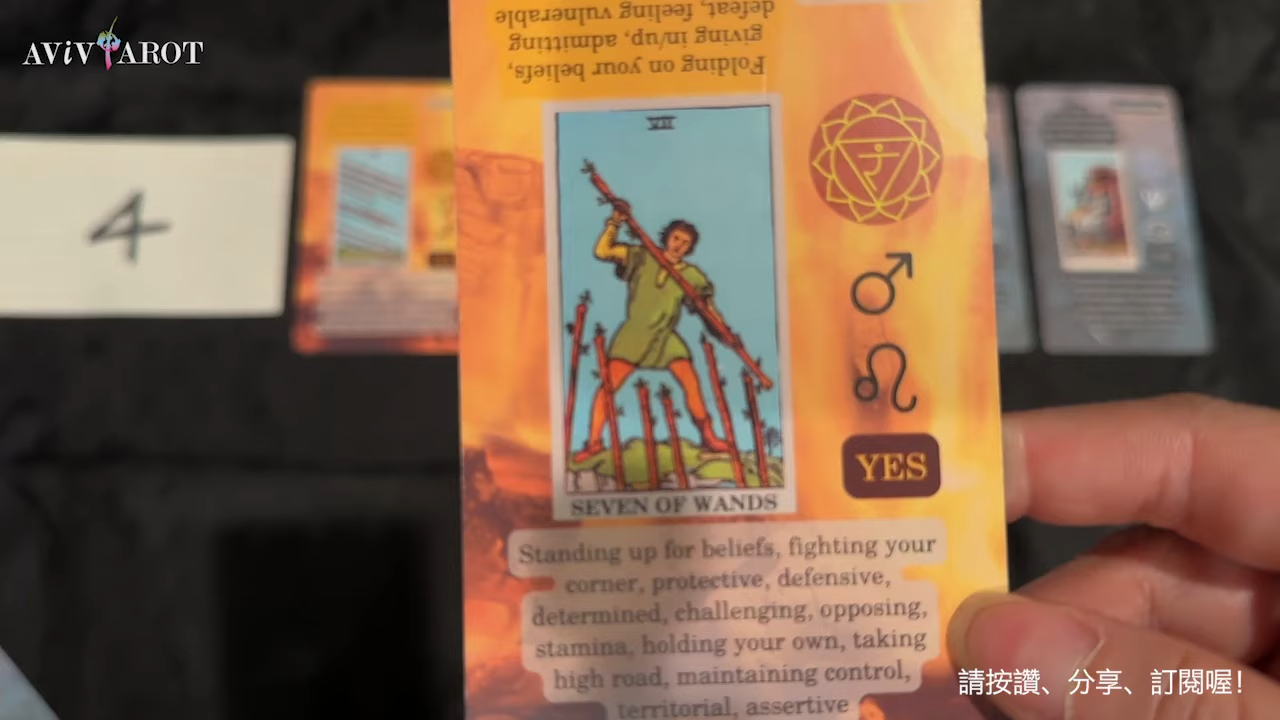 AViV TAROT
Folding on your beliefs,
giving in/up, admitting
defeat, feeling vulnerable
VII
4
YES
SEVEN OF WANDS
Standing up for beliefs, fighting your
corner, protective, defensive,
determined, challenging, opposing,
stamina, holding your own, taking
high road, maintaining control,
territorial, assertive
請按讚、分享、訂閱喔!